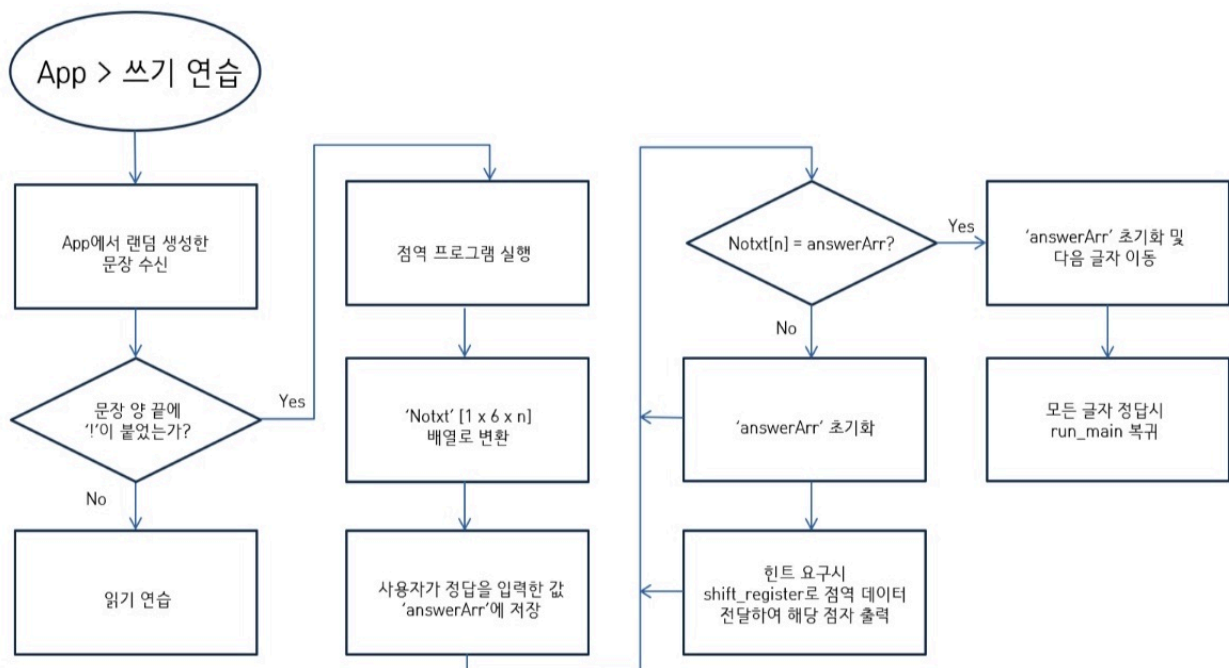 App > 쓰기 연습
App에서 랜덤 생성한
문장 수신
문장 양 끝에
‘!’이 붙었는가?
Yes
No
읽기 연습
점역 프로그램 실행
‘Notxt’ [1 x 6 x n]
배열로 변환
사용자가 정답을 입력한 값
‘answerArr’에 저장
Notxt[n] = answerArr?
Yes
No
‘answerArr’ 초기화
힌트 요구시
shift_register로 점역 데이터
전달하여 해당 점자 출력
‘answerArr’ 초기화 및
다음 글자 이동
모든 글자 정답시
run_main 복귀